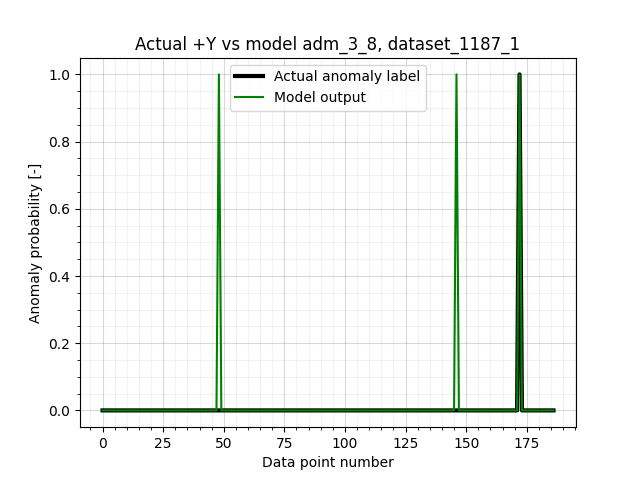 Actual +Y vs model adm_3_8, dataset_1187_1
Actual anomaly label
Model output
1.0
0.8
0.6
0.4
0.2
0.0
Anomaly probability [-]
0 25 50 75 100 125 150 175
Data point number